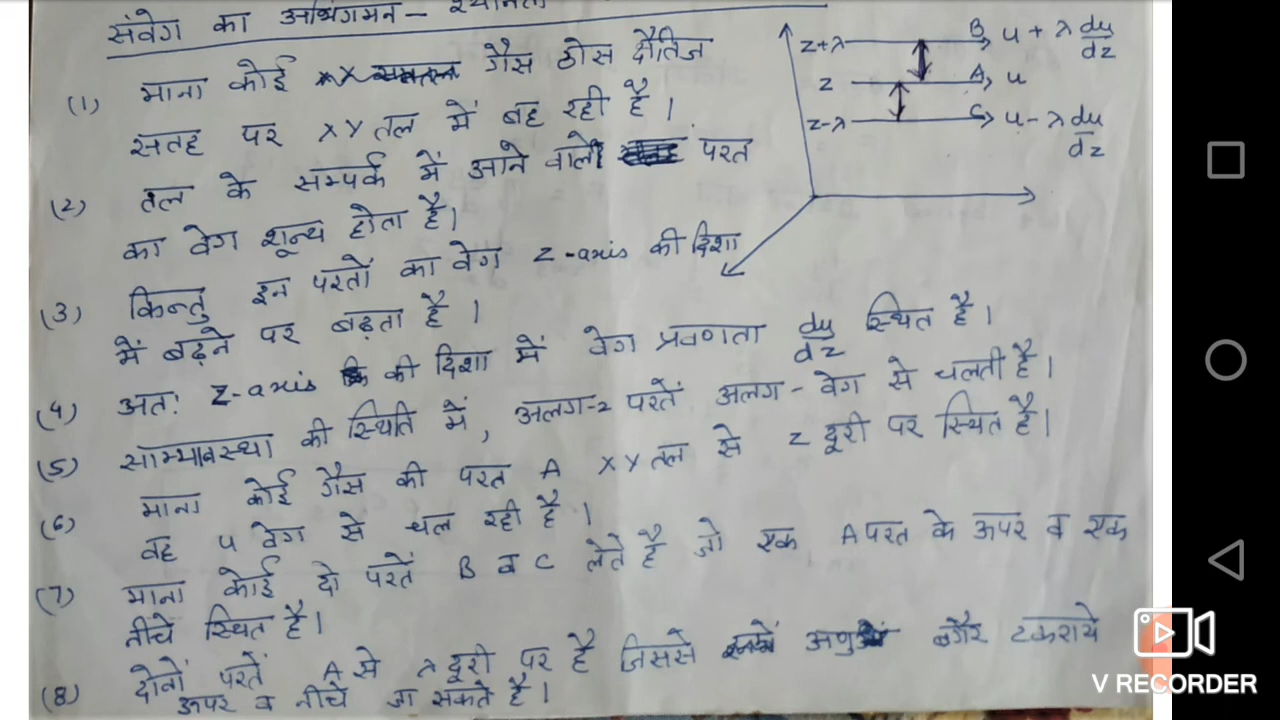 संवेग का अभिगमन - श्यानता
(1) माना कोई गैस ठोस क्षैतिज
सतह पर XY तल में बह रही है।
(2) तल के सम्पर्क में आने वाली परत
का वेग शून्य होता है।
(3) किन्तु इन परतों का वेग z-axis की दिशा
में बढ़ने पर बढ़ता है।
(4) अतः z-axis की दिशा में वेग प्रवणता du/dz स्थित है।
(5) साम्यावस्था की स्थिति में, अलग-2 परतें अलग-वेग से चलती है।
(6) माना कोई गैस की परत A XY तल से z दूरी पर स्थित है।
वह u वेग से चल रही है।
(7) माना कोई दो परतें B व C लेते है जो एक A परत के ऊपर व एक
नीचे स्थित है।
(8) दोनों परतें A से λ दूरी पर है जिससे अणु बगैर टकराये
ऊपर व नीचे जा सकते है।
z+λ B u + λ du/dz
z A u
z-λ C u - λ du/dz
V RECORDER